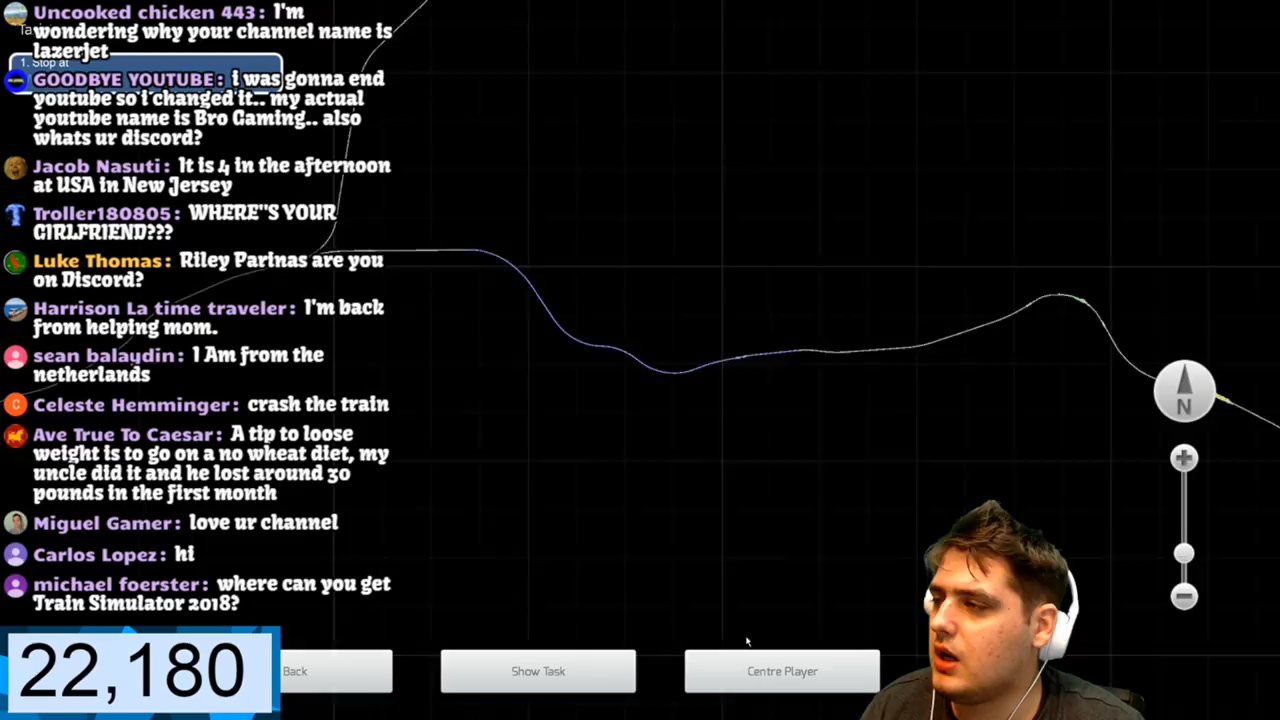 Uncooked chicken 443: I'm
wondering why your channel name is
lazerjet
1. Stop at
GOODBYE YOUTUBE: i was gonna end
youtube so i changed it.. my actual
youtube name is Bro Gaming.. also
whats ur discord?
Jacob Nasuti: It is 4 in the afternoon
at USA in New Jersey
Troller180805: WHERE"S YOUR
GIRLFRIEND???
Luke Thomas: Riley Parinas are you
on Discord?
Harrison La time traveler: I'm back
from helping mom.
sean balaydin: I Am from the
netherlands
C Celeste Hemminger: crash the train
Ave True To Caesar: A tip to loose
weight is to go on a no wheat diet, my
uncle did it and he lost around 30
pounds in the first month
Miguel Gamer: love ur channel
Carlos Lopez: hi
michael foerster: where can you get
Train Simulator 2018?
N
22,180
Back
Show Task
Centre Player